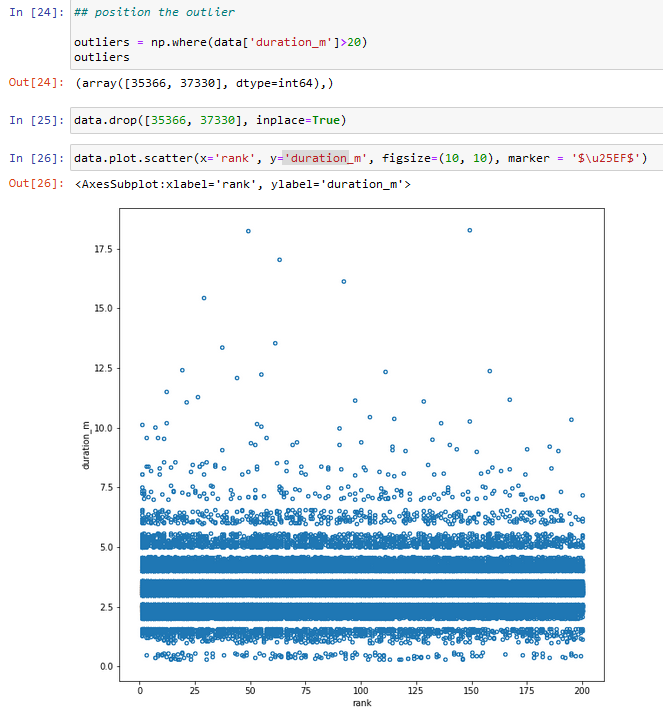 In [24]: ## position the outlier
outliers = np.where(data['duration_m']>20)
outliers
Out[24]: (array([35366, 37330], dtype=int64),)
In [25]: data.drop([35366, 37330], inplace=True)
In [26]: data.plot.scatter(x='rank', y='duration_m', figsize=(10, 10), marker = '$\u25EF$')
Out[26]: <AxesSubplot:xlabel='rank', ylabel='duration_m'>
17.5
15.0
12.5
10.0
duration_m
7.5
5.0
2.5
0.0
0 25 50 75 100 125 150 175 200
rank